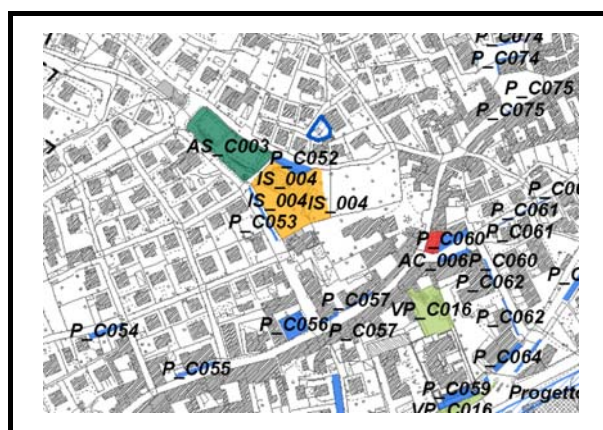 P_C074
P_C074
P_C075
P_C075
AS_C003
P_C052
IS_004
IS_004 IS_004
P_C053
P_C061
P_C061
P_C060
AC_006 P_C060
P_C062
P_C057
VP_C016
P_C056
P_C057
P_C062
P_C054
P_C055
P_C064
P_C059
Progetto
VP_C016